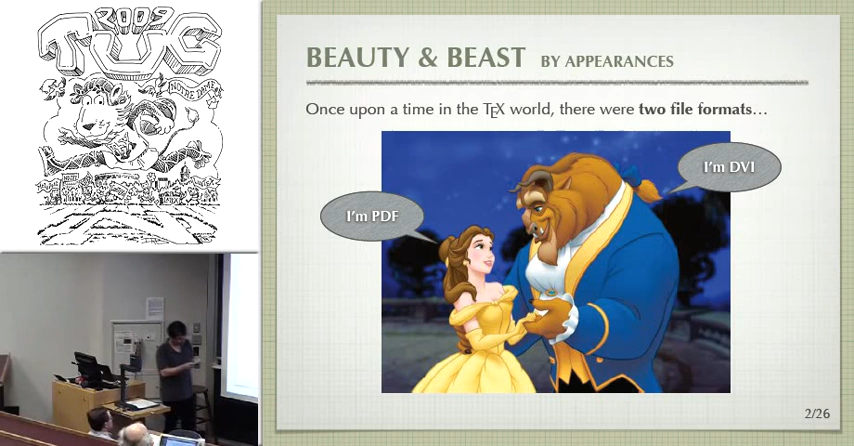 2009
TUG
NOTRE DAME
BEAUTY & BEAST BY APPEARANCES
Once upon a time in the TEX world, there were two file formats…
I'm DVI
I'm PDF
2/26